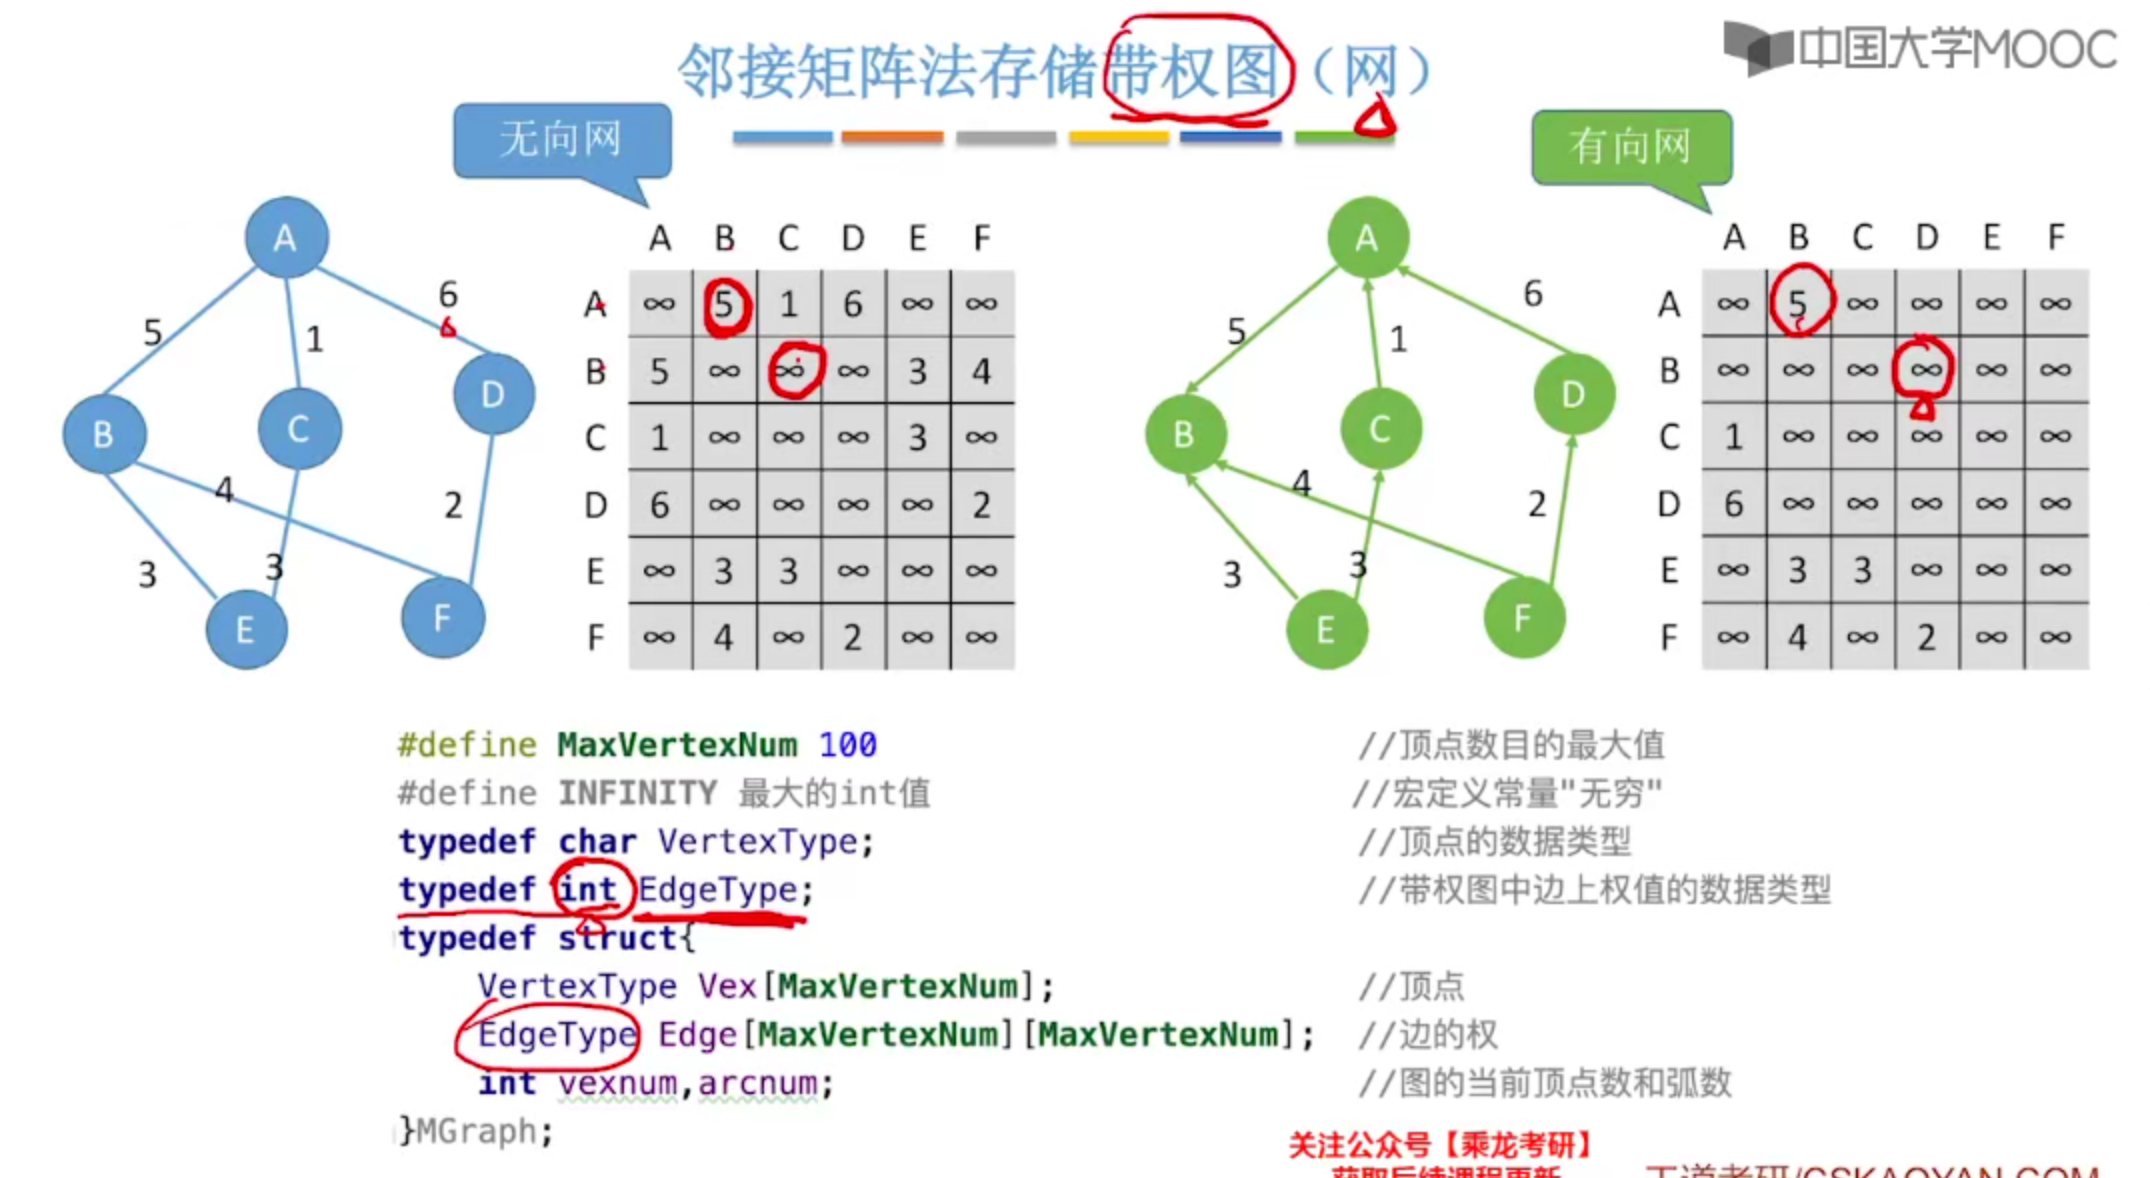 邻接矩阵法存储带权图（网）
中国大学MOOC
无向网
A
B
C
D
E
F
5
1
6
4
2
3
3
A B C D E F
A ∞ 5 1 6 ∞ ∞
B 5 ∞ ∞ ∞ 3 4
C 1 ∞ ∞ ∞ 3 ∞
D 6 ∞ ∞ ∞ ∞ 2
E ∞ 3 3 ∞ ∞ ∞
F ∞ 4 ∞ 2 ∞ ∞
有向网
A
B
C
D
E
F
5
1
6
4
2
3
3
A B C D E F
A ∞ 5 ∞ ∞ ∞ ∞
B ∞ ∞ ∞ ∞ ∞ ∞
C 1 ∞ ∞ ∞ ∞ ∞
D 6 ∞ ∞ ∞ ∞ ∞
E ∞ 3 3 ∞ ∞ ∞
F ∞ 4 ∞ 2 ∞ ∞
#define MaxVertexNum 100 //顶点数目的最大值
#define INFINITY 最大的int值 //宏定义常量"无穷"
typedef char VertexType; //顶点的数据类型
typedef int EdgeType; //带权图中边上权值的数据类型
typedef struct{
VertexType Vex[MaxVertexNum]; //顶点
EdgeType Edge[MaxVertexNum][MaxVertexNum]; //边的权
int vexnum,arcnum; //图的当前顶点数和弧数
}MGraph;
关注公众号【乘龙考研】
获取后续课程更新
王道考研/CSKAOYAN.COM